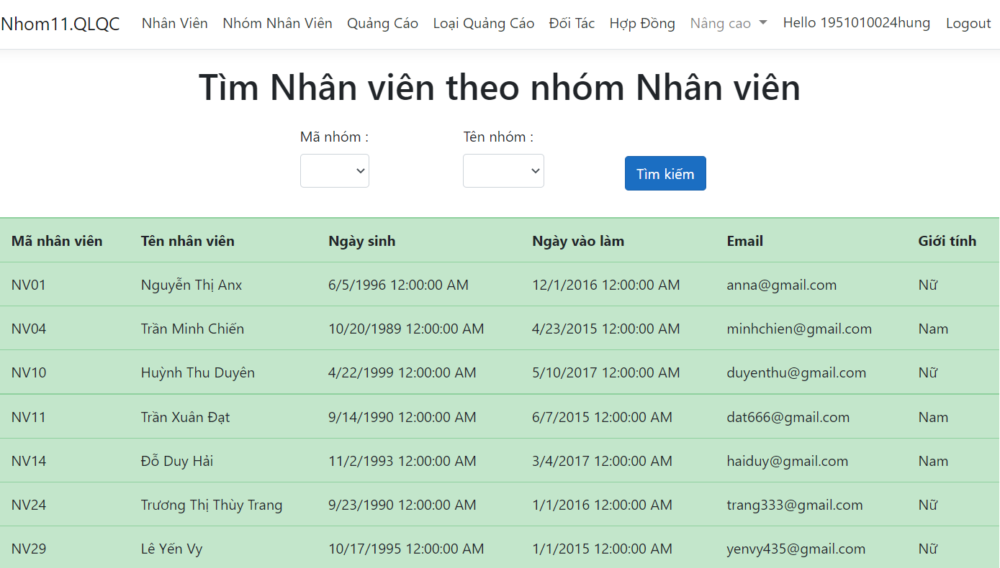 Nhom11.QLQC Nhân Viên Nhóm Nhân Viên Quảng Cáo Loại Quảng Cáo Đối Tác Hợp Đồng Nâng cao Hello 1951010024hung Logout
Tìm Nhân viên theo nhóm Nhân viên
Mã nhóm : Tên nhóm :
Tìm kiếm
Mã nhân viên Tên nhân viên Ngày sinh Ngày vào làm Email Giới tính
NV01 Nguyễn Thị Anx 6/5/1996 12:00:00 AM 12/1/2016 12:00:00 AM anna@gmail.com Nữ
NV04 Trần Minh Chiến 10/20/1989 12:00:00 AM 4/23/2015 12:00:00 AM minhchien@gmail.com Nam
NV10 Huỳnh Thu Duyên 4/22/1999 12:00:00 AM 5/10/2017 12:00:00 AM duyenthu@gmail.com Nữ
NV11 Trần Xuân Đạt 9/14/1990 12:00:00 AM 6/7/2015 12:00:00 AM dat666@gmail.com Nam
NV14 Đỗ Duy Hải 11/2/1993 12:00:00 AM 3/4/2017 12:00:00 AM haiduy@gmail.com Nam
NV24 Trương Thị Thùy Trang 9/23/1990 12:00:00 AM 1/1/2016 12:00:00 AM trang333@gmail.com Nữ
NV29 Lê Yến Vy 10/17/1995 12:00:00 AM 1/1/2015 12:00:00 AM yenvy435@gmail.com Nữ